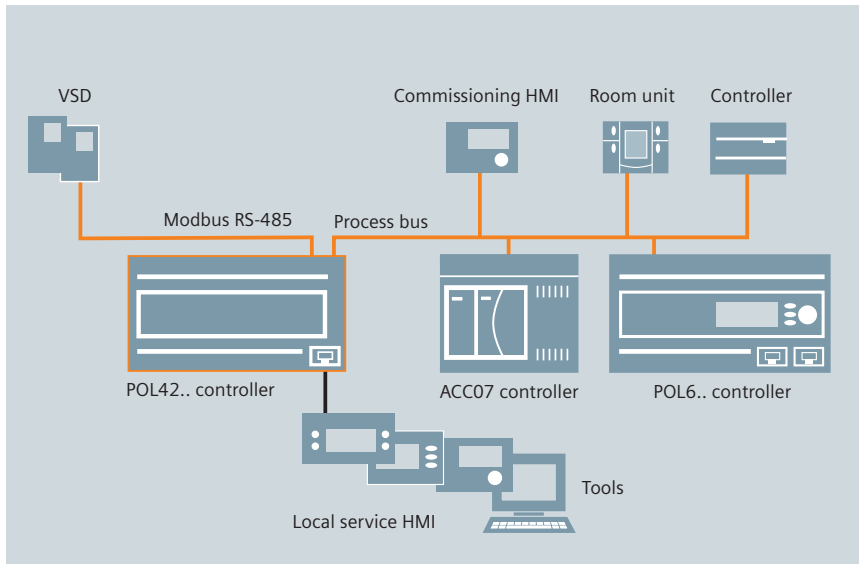 VSD
Commissioning HMI
Room unit
Controller
Modbus RS-485
Process bus
POL42.. controller
ACC07 controller
POL6.. controller
Tools
Local service HMI